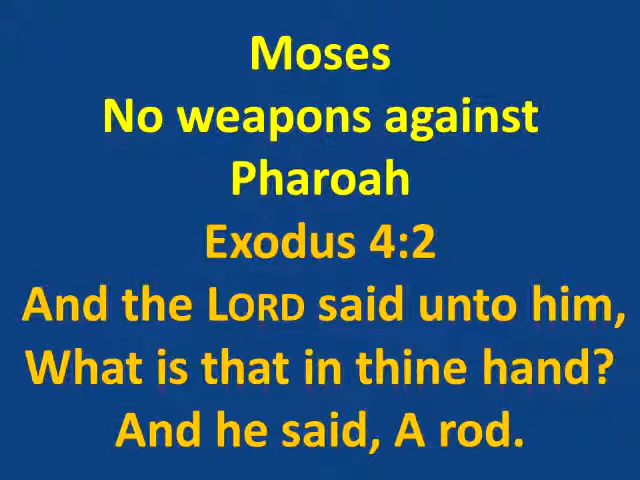 Moses
No weapons against
Pharoah
Exodus 4:2
And the LORD said unto him,
What is that in thine hand?
And he said, A rod.